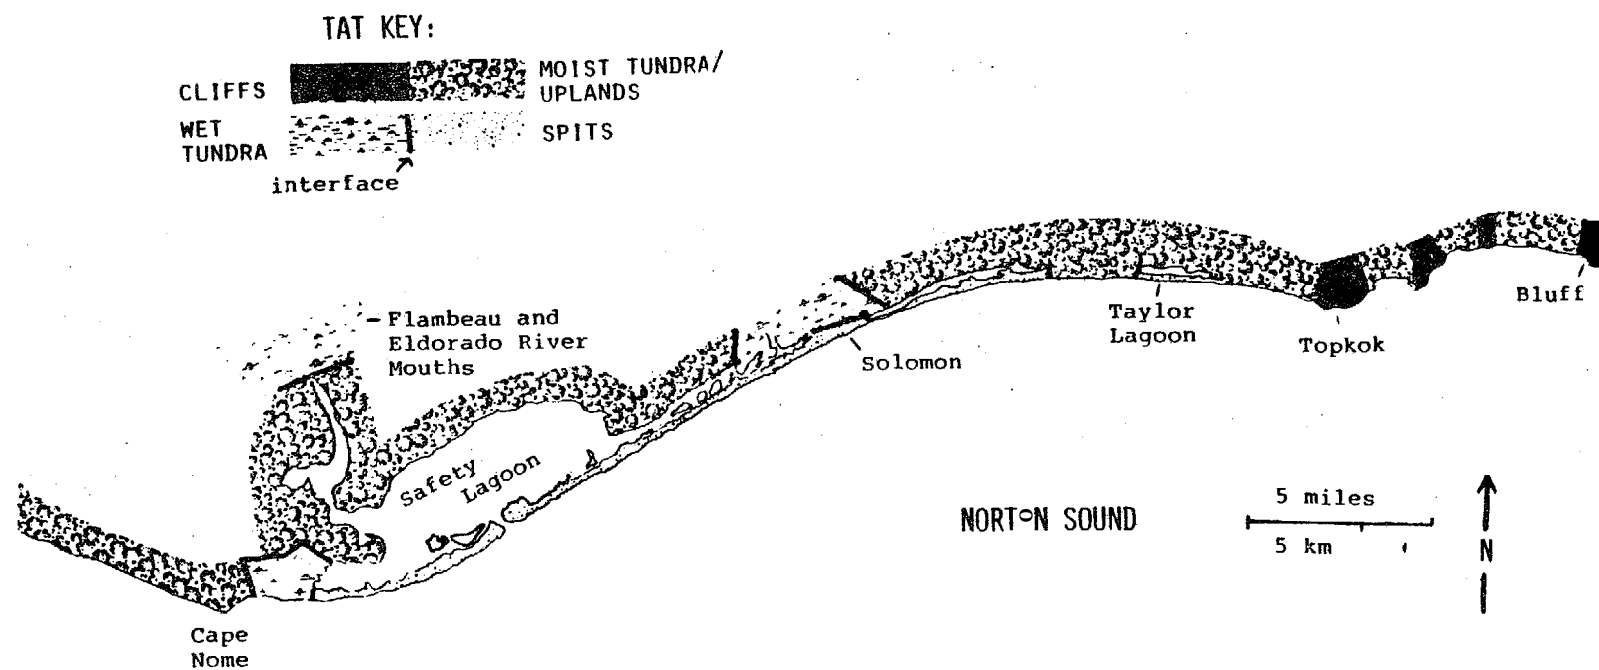 TAT KEY:
CLIFFS
MOIST TUNDRA/
UPLANDS
WET
TUNDRA
SPITS
interface
Flambeau and
Eldorado River
Mouths
Safety
Lagoon
Solomon
Taylor
Lagoon
Topkok
Bluff
NORTON SOUND
5 miles
5 km
N
Cape
Nome